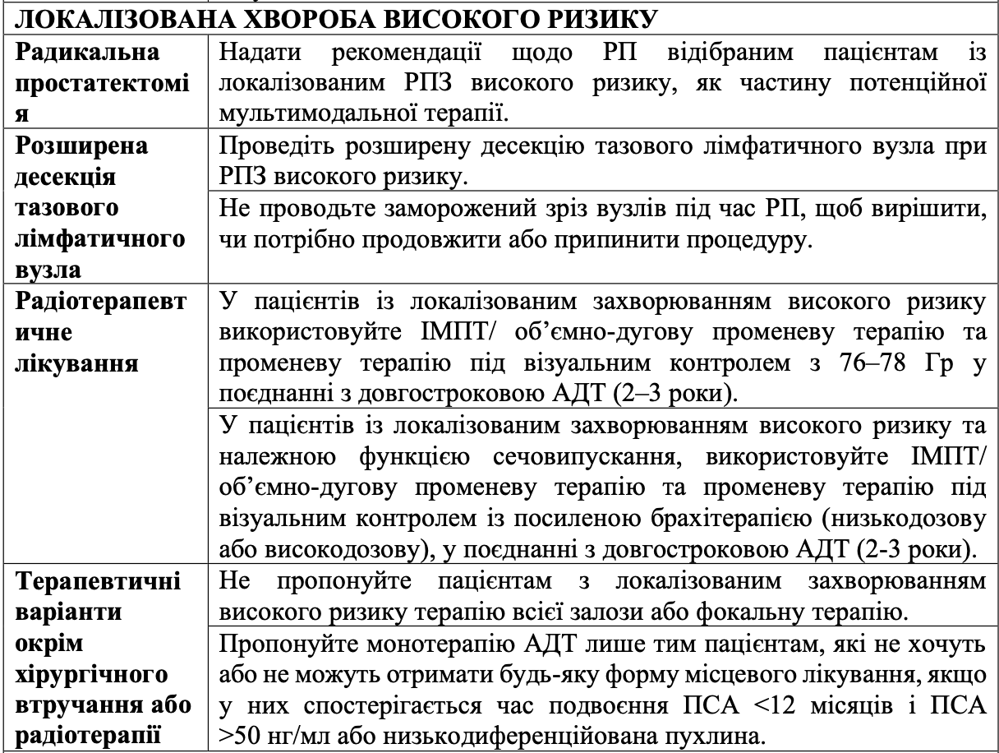 ЛОКАЛІЗОВАНА ХВОРОБА ВИСОКОГО РИЗИКУ
Радикальна
простатектомі
я
Надати рекомендації щодо РП відібраним пацієнтам із
локалізованим РПЗ високого ризику, як частину потенційної
мультимодальної терапії.
Розширена
десекція
тазового
лімфатичного
вузла
Проведіть розширену десекцію тазового лімфатичного вузла при
РПЗ високого ризику.
Не проводьте заморожений зріз вузлів під час РП, щоб вирішити,
чи потрібно продовжити або припинити процедуру.
Радіотерапевт
ичне
лікування
У пацієнтів із локалізованим захворюванням високого ризику
використовуйте ІМПТ/ об’ємно-дугову променеву терапію та
променеву терапію під візуальним контролем з 76–78 Гр у
поєднанні з довгостроковою АДТ (2–3 роки).
У пацієнтів із локалізованим захворюванням високого ризику та
належною функцією сечовипускання, використовуйте ІМПТ/
об’ємно-дугову променеву терапію та променеву терапію під
візуальним контролем із посиленою брахітерапією (низькодозову
або високодозову), у поєднанні з довгостроковою АДТ (2-3 роки).
Терапевтичні
варіанти
окрім
хірургічного
втручання або
радіотерапії
Не пропонуйте пацієнтам з локалізованим захворюванням
високого ризику терапію всієї залози або фокальну терапію.
Пропонуйте монотерапію АДТ лише тим пацієнтам, які не хочуть
або не можуть отримати будь-яку форму місцевого лікування, якщо
у них спостерігається час подвоєння ПСА <12 місяців і ПСА
>50 нг/мл або низькодиференційована пухлина.